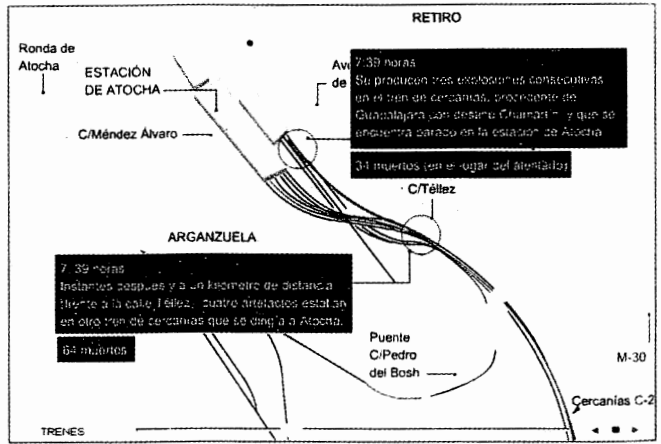 RETIRO
Ronda de
Atocha
ESTACIÓN
DE ATOCHA
Av
de
7:39 horas
Se producen tres explosiones consecutivas
en el tren de cercanías, procedente de
Guadalajara con destino Chamartín y que se
encuentra parado en la estación de Atocha
34 muertos (en el lugar del atentado)
C/Méndez Álvaro
C/Téllez
ARGANZUELA
7:39 horas
Instantes después y a un kilómetro de distancia
(frente a la calle Téllez), cuatro artefactos estallan
en otro tren de cercanías que se dirigía a Atocha.
64 muertos
Puente
C/Pedro
del Bosh
M-30
Cercanías C-2
TRENES